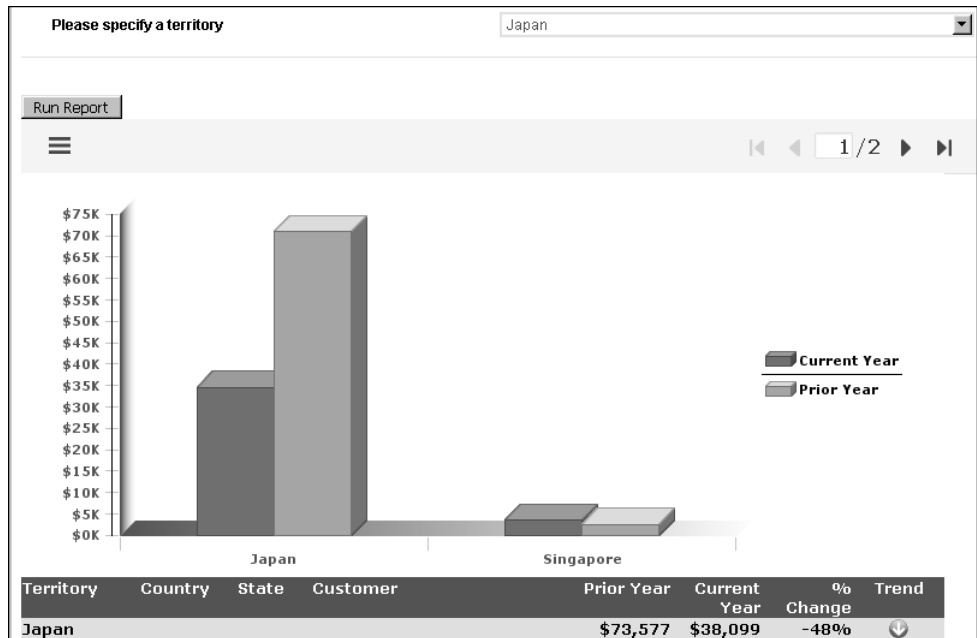 Please specify a territory Japan
Run Report
1 /2
$75K
$70K
$65K
$60K
$55K
$50K
$45K
$40K
$35K
$30K
$25K
$20K
$15K
$10K
$5K
$0K
Current Year
Prior Year
Japan Singapore
Territory Country State Customer Prior Year Current Year % Change Trend
Japan $73,577 $38,099 -48%